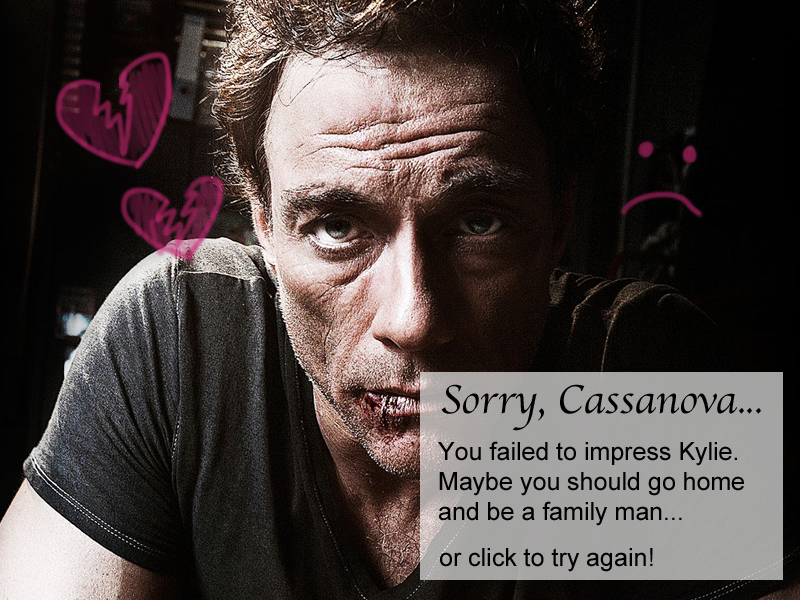 Sorry, Cassanova...
You failed to impress Kylie.
Maybe you should go home
and be a family man...
or click to try again!